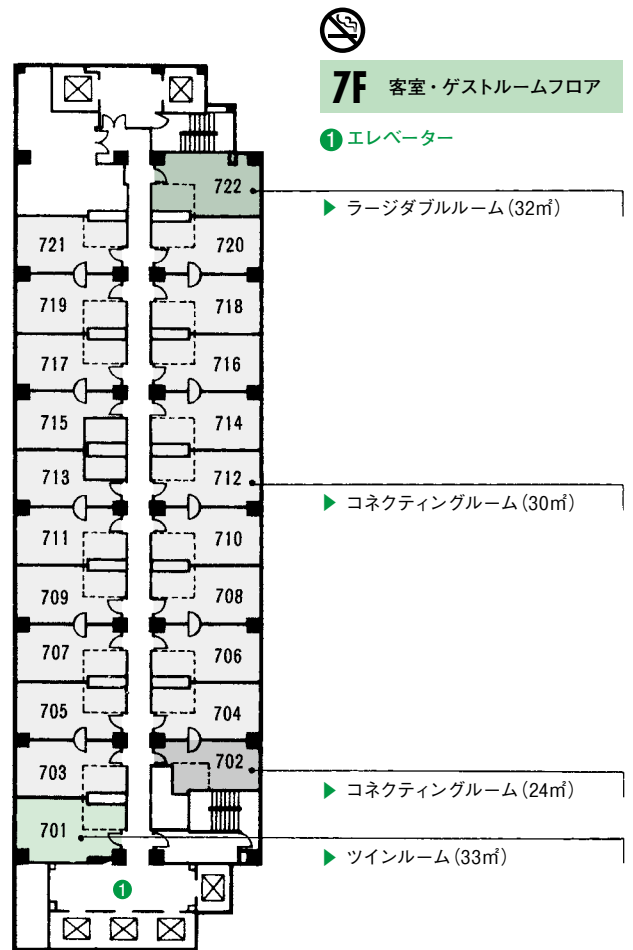 7F 客室・ゲストルームフロア
1 エレベーター
722
▶ ラージダブルルーム(32㎡)
721 720
719 718
717 716
715 714
713 712
▶ コネクティングルーム(30㎡)
711 710
709 708
707 706
705 704
703 702
▶ コネクティングルーム(24㎡)
701
▶ ツインルーム(33㎡)
1